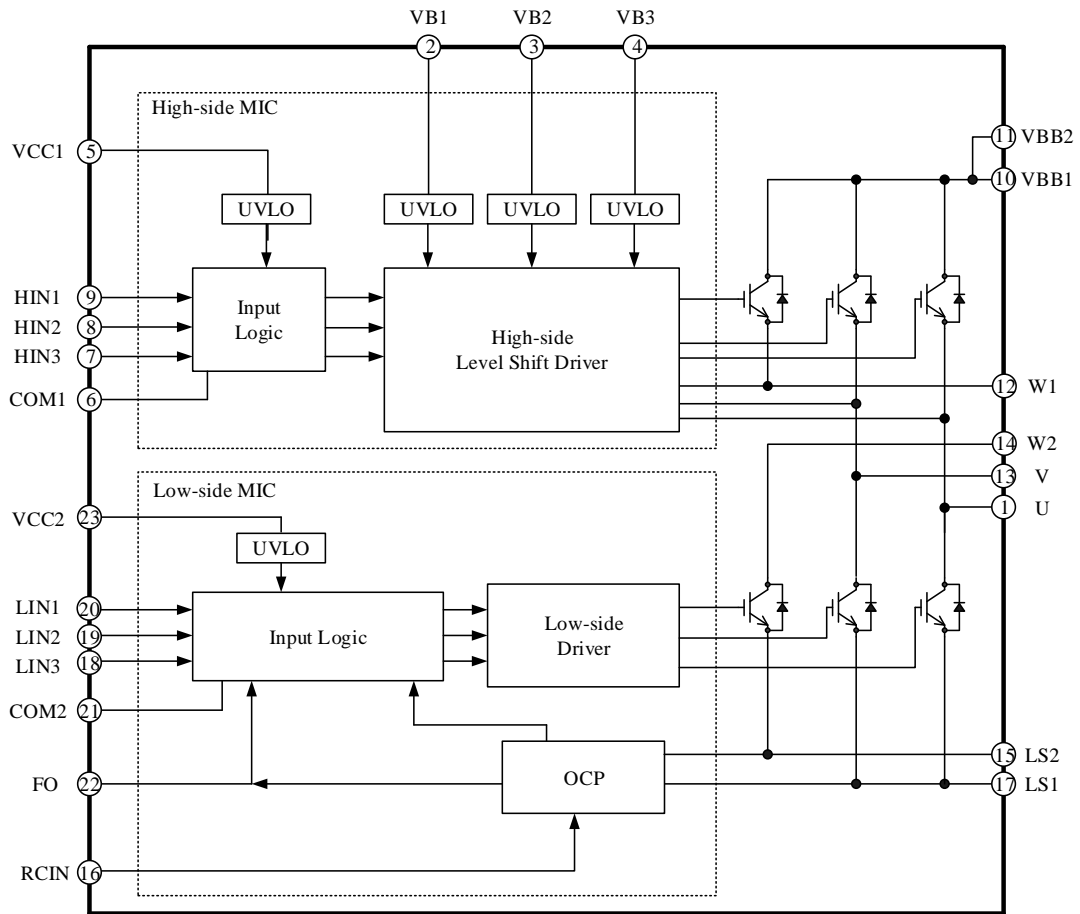 VB1 VB2 VB3
2 3 4
High-side MIC
VCC1 5
11 VBB2
10 VBB1
UVLO UVLO UVLO UVLO
HIN1 9
HIN2 8
HIN3 7
COM1 6
Input
Logic
High-side
Level Shift Driver
12 W1
14 W2
13 V
1 U
Low-side MIC
VCC2 23
UVLO
LIN1 20
LIN2 19
LIN3 18
COM2 21
Input Logic
Low-side
Driver
FO 22
OCP
15 LS2
17 LS1
RCIN 16